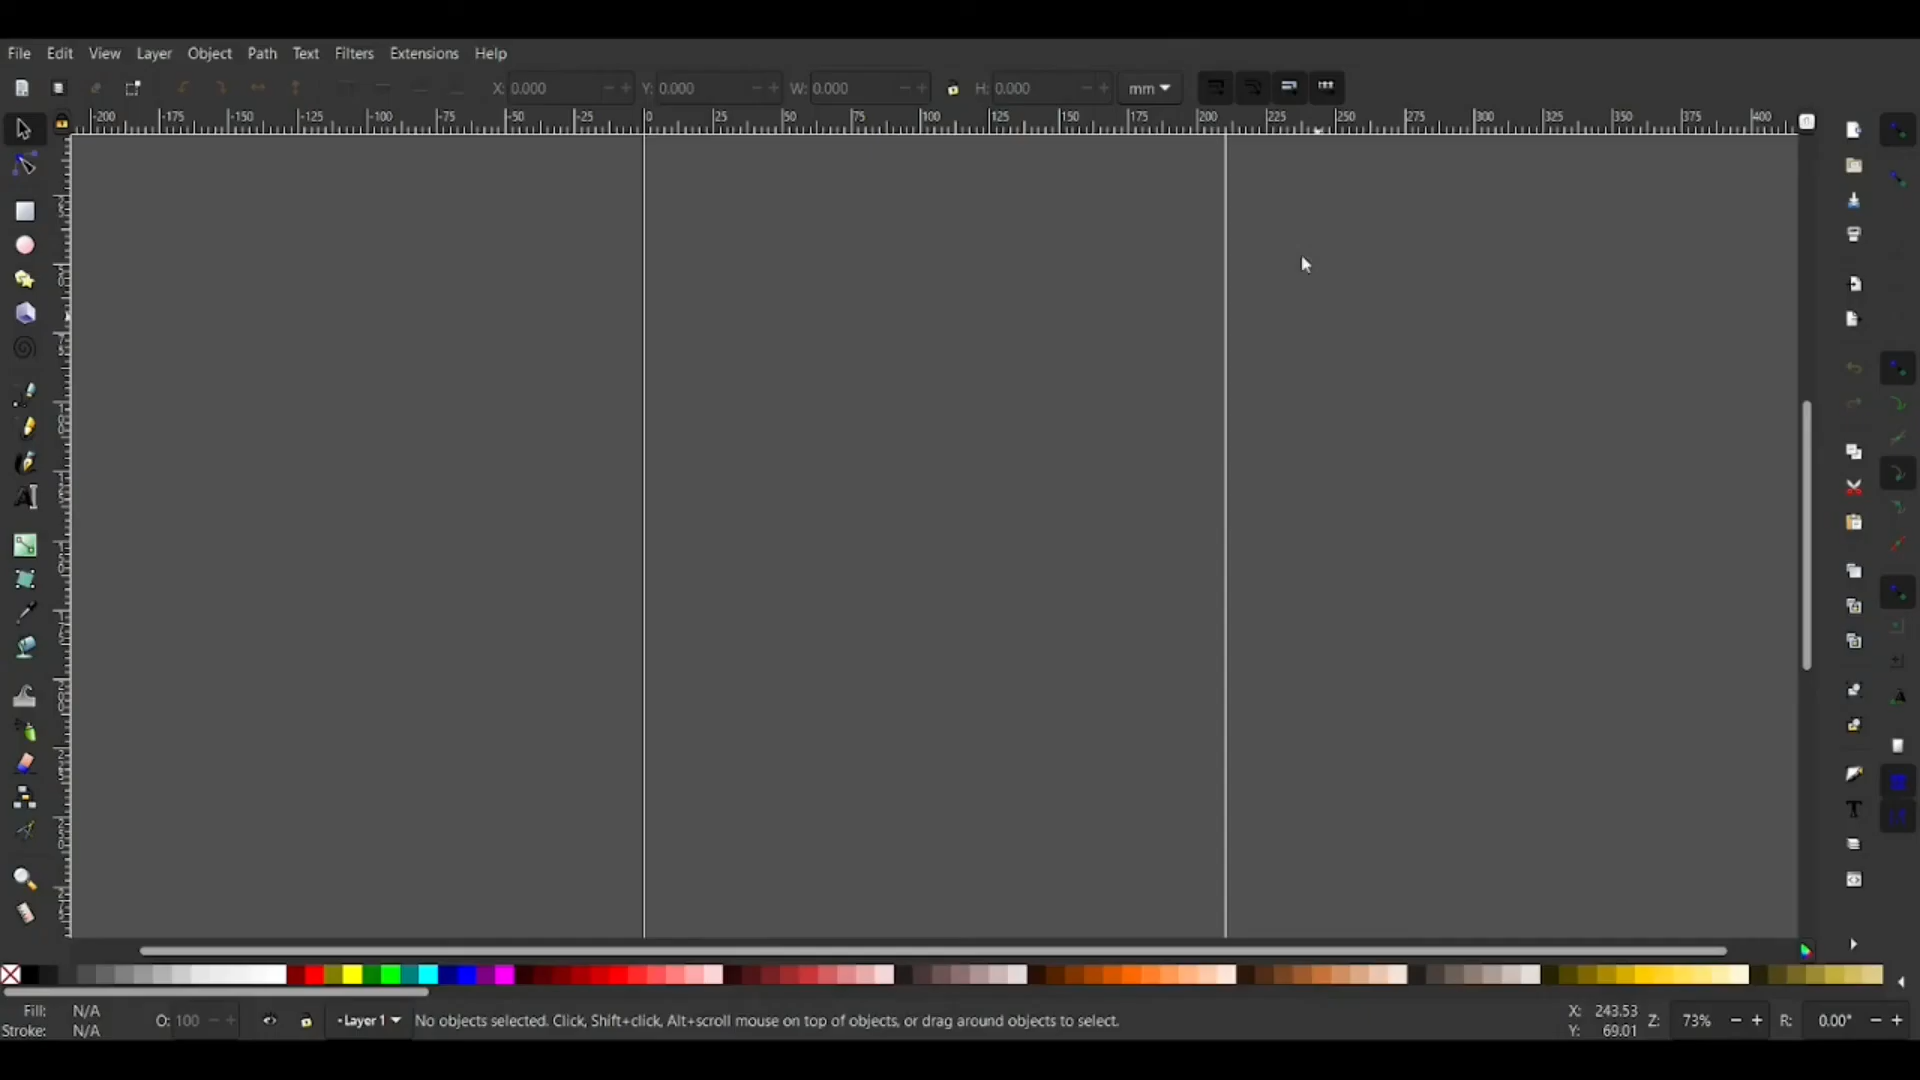 File Edit View Layer Object Path Text Filters Extensions Help
X: 0.000 Y: 0.000 W: 0.000 H: 0.000 mm
-200 -175 -150 -125 -100 -75 -50 -25 0 25 50 75 100 125 150 175 200 225 250 275 300 325 350 375 400
Fill: N/A
Stroke: N/A
O: 100
Layer 1
No objects selected. Click, Shift+click, Alt+scroll mouse on top of objects, or drag around objects to select.
X: 243.53
Y: 69.01
Z: 73%
R: 0.00°